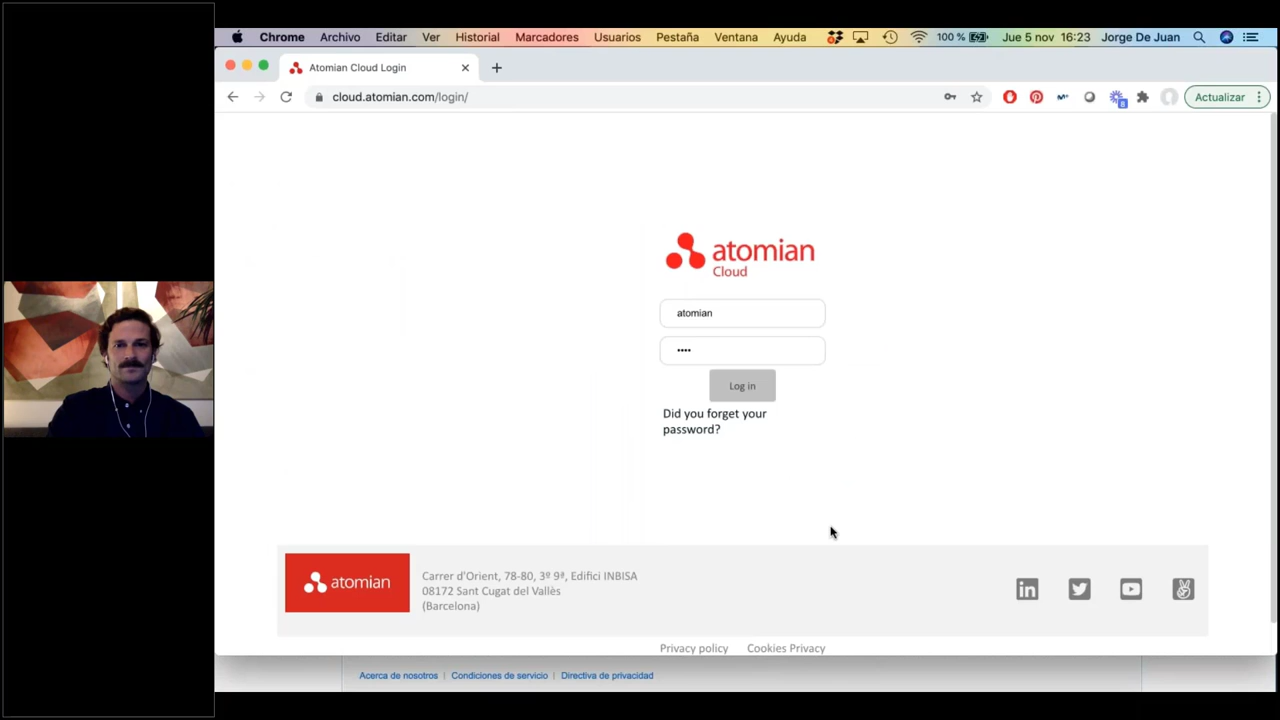 Chrome Archivo Editar Ver Historial Marcadores Usuarios Pestaña Ventana Ayuda 100 % Jue 5 nov 16:23 Jorge De Juan
Atomian Cloud Login
cloud.atomian.com/login/
Actualizar
atomian
Cloud
atomian
••••
Log in
Did you forget your
password?
atomian
Carrer d'Orient, 78-80, 3º 9ª, Edifici INBISA
08172 Sant Cugat del Vallès
(Barcelona)
Privacy policy Cookies Privacy
Acerca de nosotros | Condiciones de servicio | Directiva de privacidad